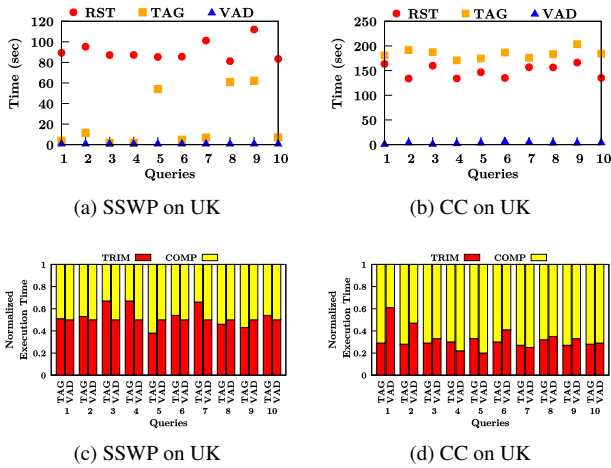 RST TAG VAD
120
100
80
60
40
20
0
Time (sec)
1 2 3 4 5 6 7 8 9 10
Queries
(a) SSWP on UK
RST TAG VAD
250
200
150
100
50
0
Time (sec)
1 2 3 4 5 6 7 8 9 10
Queries
(b) CC on UK
TRIM COMP
1
0.8
0.6
0.4
0.2
0
Normalized
Execution Time
TAG VAD TAG VAD TAG VAD TAG VAD TAG VAD TAG VAD TAG VAD TAG VAD TAG VAD TAG VAD
1 2 3 4 5 6 7 8 9 10
Queries
(c) SSWP on UK
TRIM COMP
1
0.8
0.6
0.4
0.2
0
Normalized
Execution Time
TAG VAD TAG VAD TAG VAD TAG VAD TAG VAD TAG VAD TAG VAD TAG VAD TAG VAD TAG VAD
1 2 3 4 5 6 7 8 9 10
Queries
(d) CC on UK